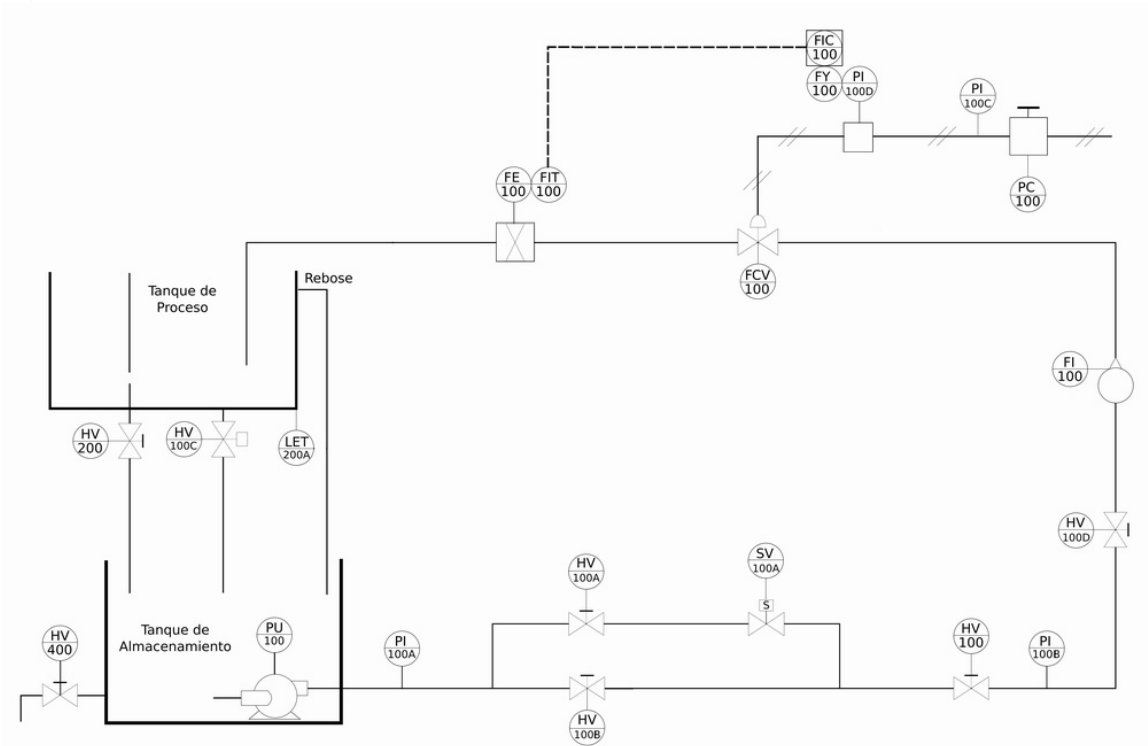 FIC
100
FY
100
PI
100D
PI
100C
PC
100
FE
100
FIT
100
FCV
100
Rebose
Tanque de
Proceso
FI
100
HV
200
HV
100C
LET
200A
HV
100D
HV
100A
SV
100A
S
Tanque de
Almacenamiento
PU
100
HV
400
PI
100A
HV
100
PI
100B
HV
100B